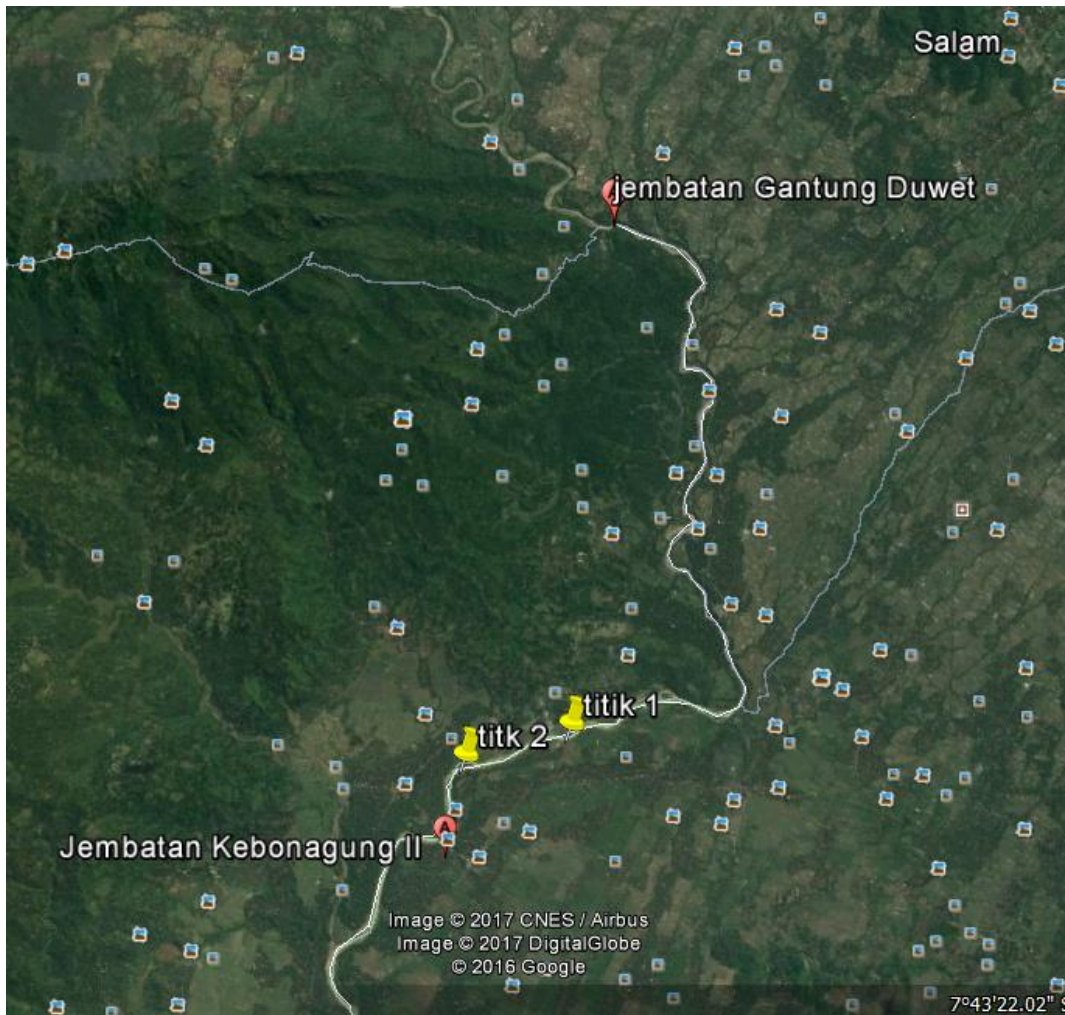 Salam
jembatan Gantung Duwet
titik 1
titk 2
A
Jembatan Kebonagung II
Image © 2017 CNES / Airbus
Image © 2017 DigitalGlobe
© 2016 Google
7°43'22.02" S